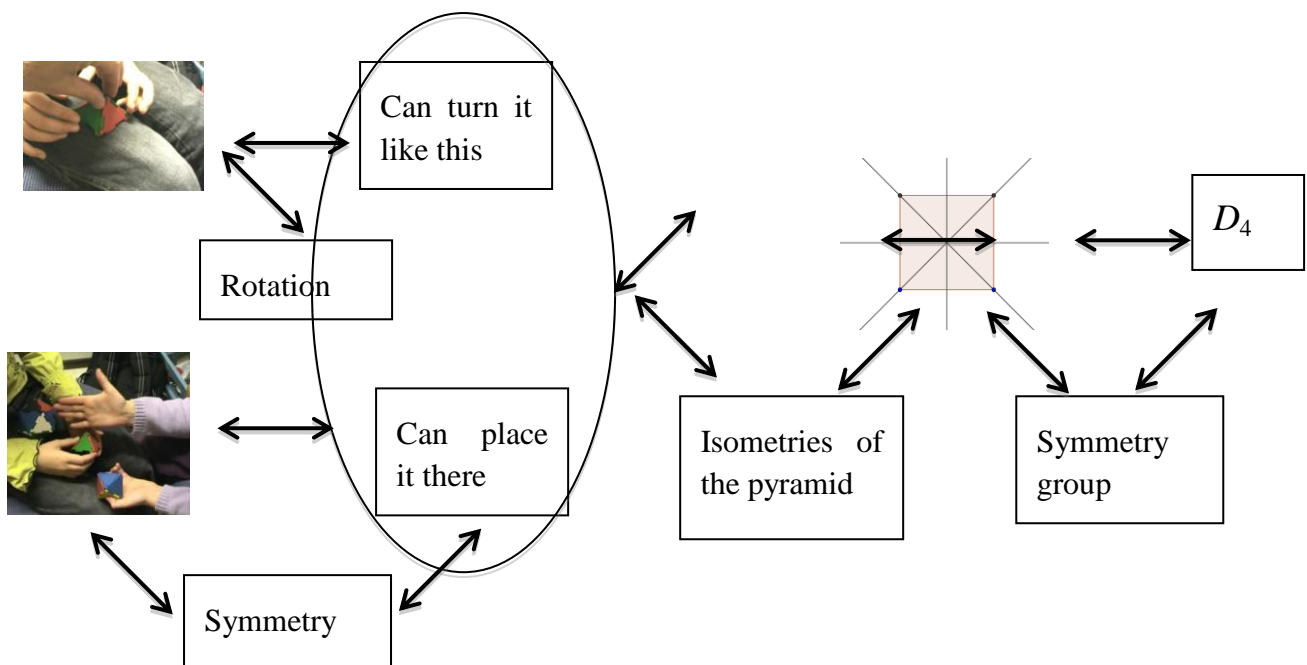 Can turn it
like this
D4
Rotation
Can place
it there
Isometries of
the pyramid
Symmetry
group
Symmetry